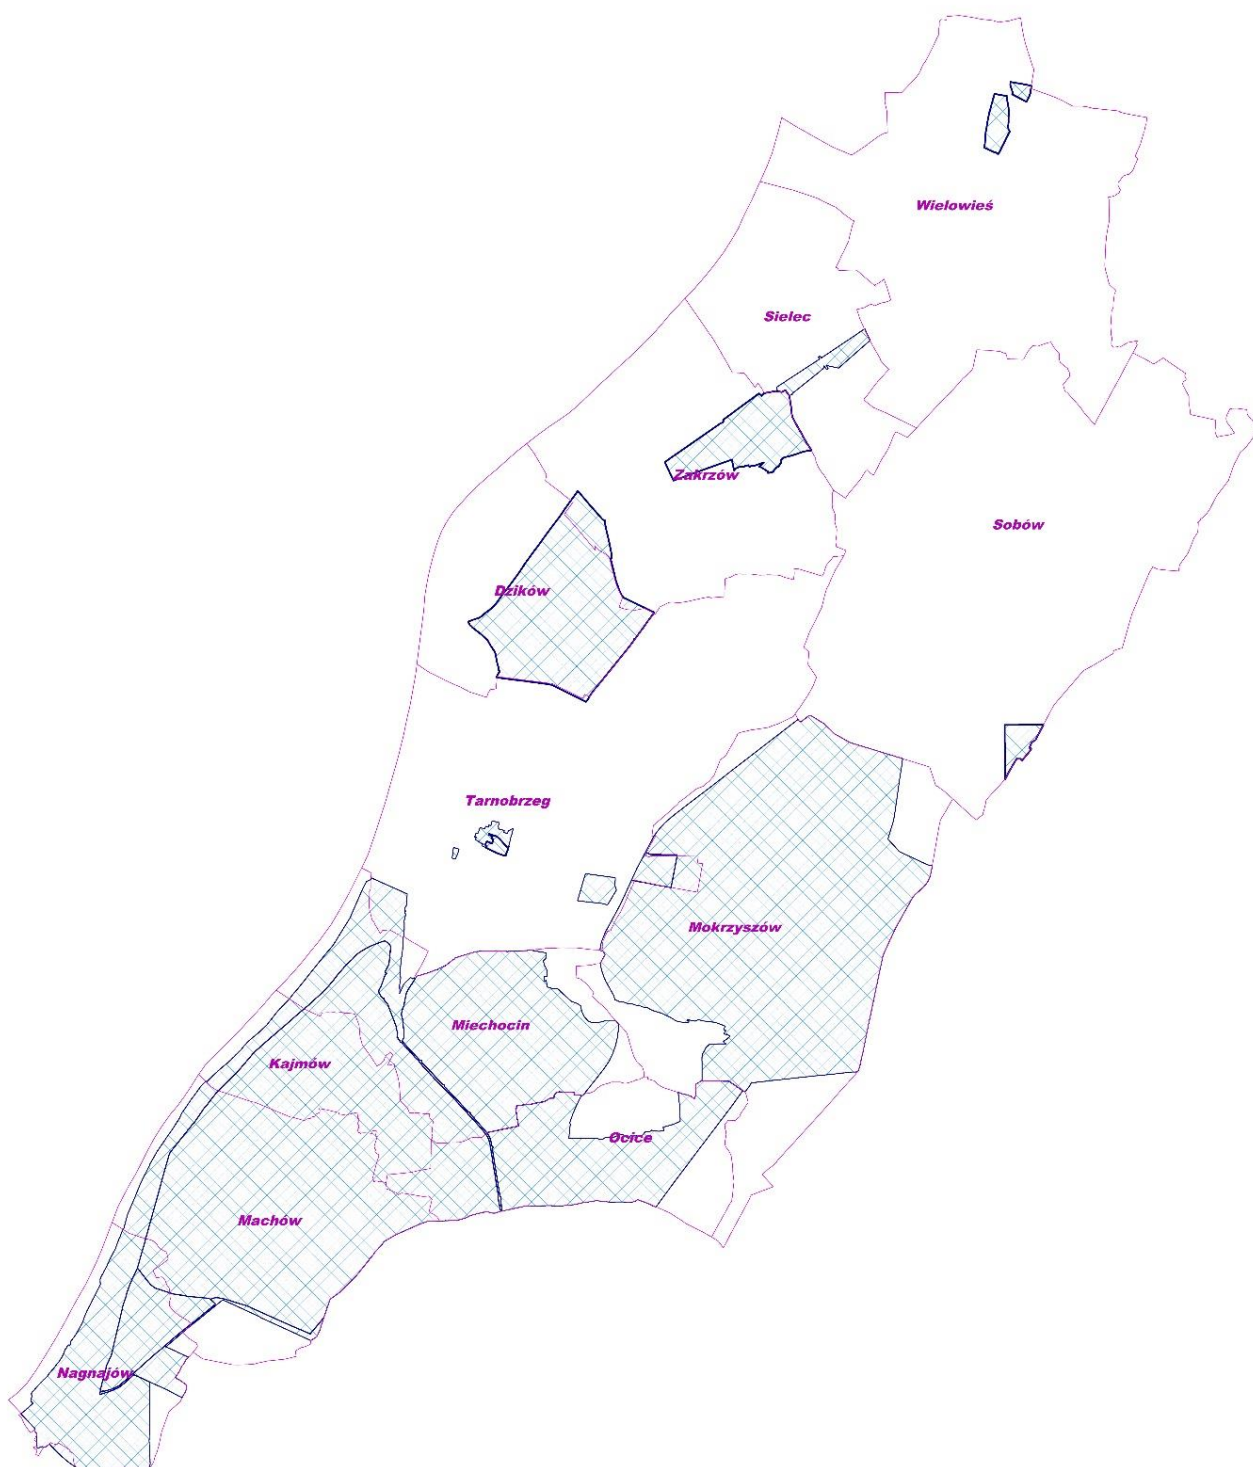 Wielowieś
Sielec
Zakrzów
Sobów
Dzików
Tarnobrzeg
Mokrzyszów
Miechocin
Kajmów
Ocice
Machów
Nagnajów